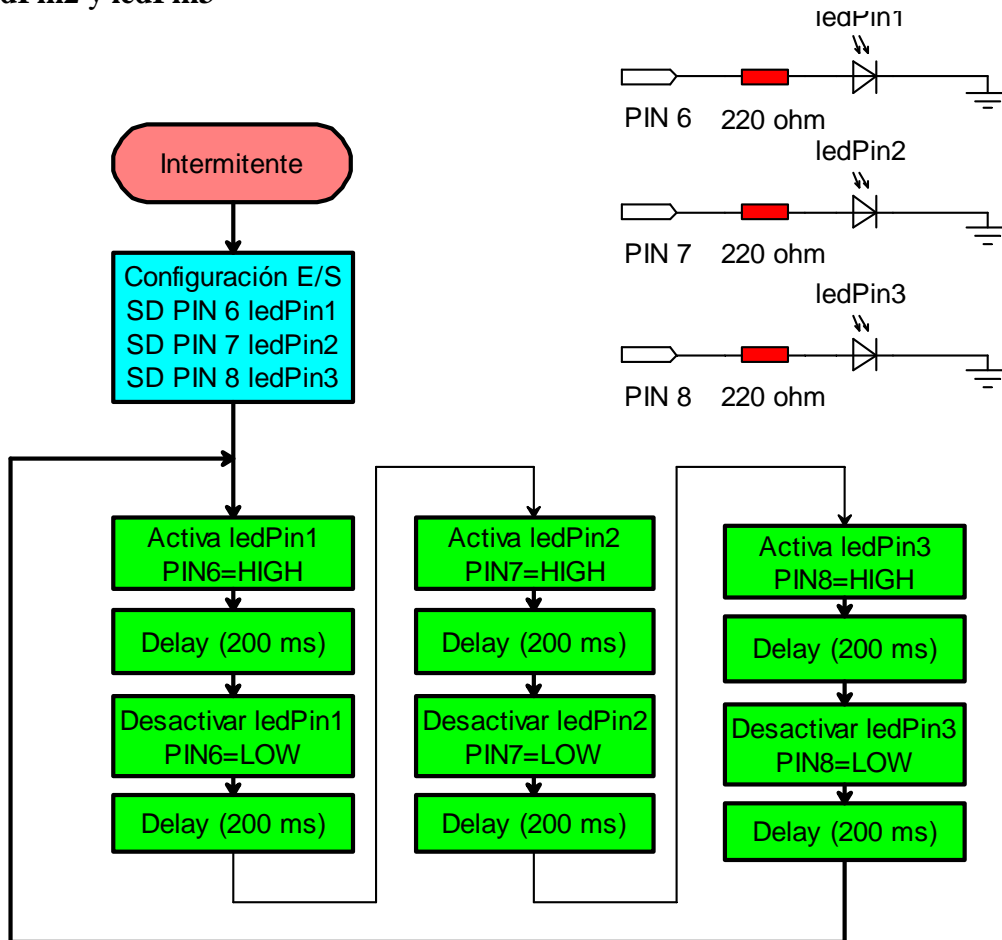 y ledPin3
ledPin1
PIN 6 220 ohm
ledPin2
PIN 7 220 ohm
ledPin3
PIN 8 220 ohm
Intermitente
Configuración E/S
SD PIN 6 ledPin1
SD PIN 7 ledPin2
SD PIN 8 ledPin3
Activa ledPin1
PIN6=HIGH
Delay (200 ms)
Desactivar ledPin1
PIN6=LOW
Delay (200 ms)
Activa ledPin2
PIN7=HIGH
Delay (200 ms)
Desactivar ledPin2
PIN7=LOW
Delay (200 ms)
Activa ledPin3
PIN8=HIGH
Delay (200 ms)
Desactivar ledPin3
PIN8=LOW
Delay (200 ms)